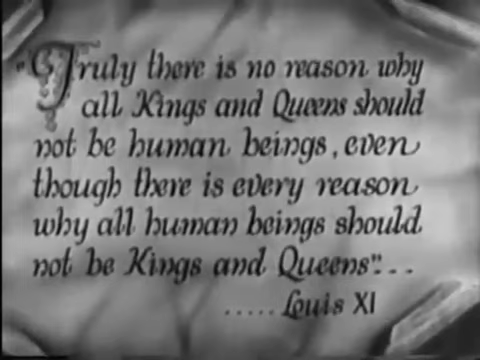 "Truly there is no reason why
all Kings and Queens should
not be human beings, even
though there is every reason
why all human beings should
not be Kings and Queens"...
..... Louis XI